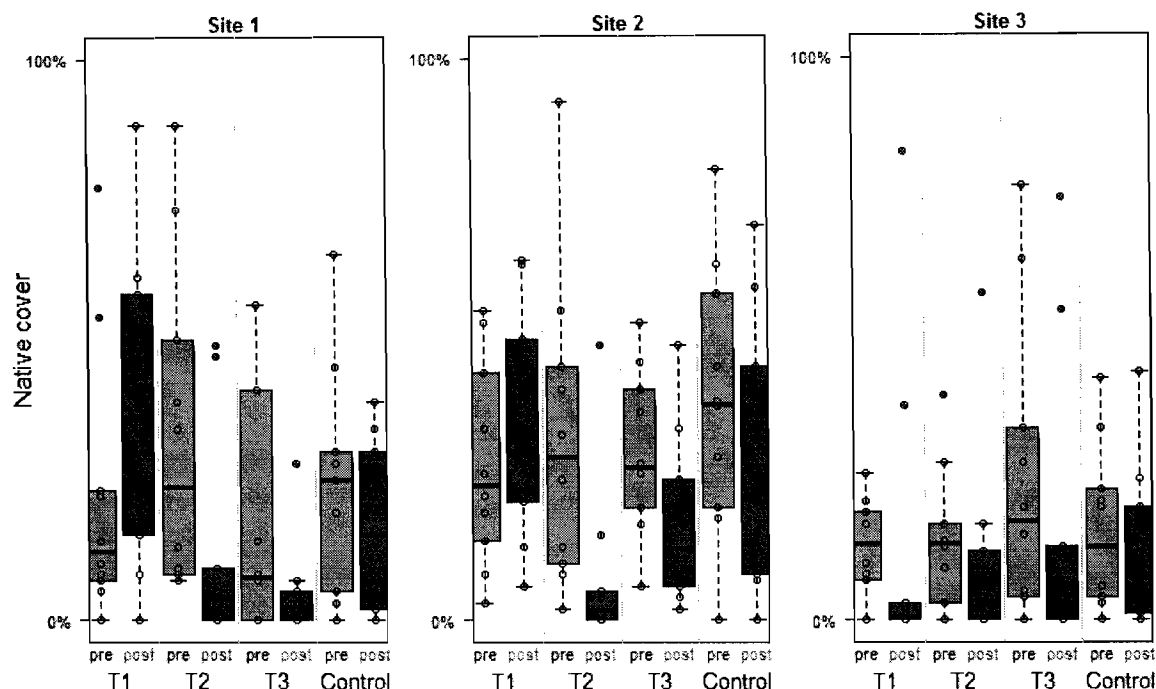 Site 1 Site 2 Site 3
100% 100% 100%
Native cover
0% 0% 0%
pre post pre post pre post pre post pre post pre post pre post pre post pre post pre post pre post pre post
T1 T2 T3 Control T1 T2 T3 Control T1 T2 T3 Control